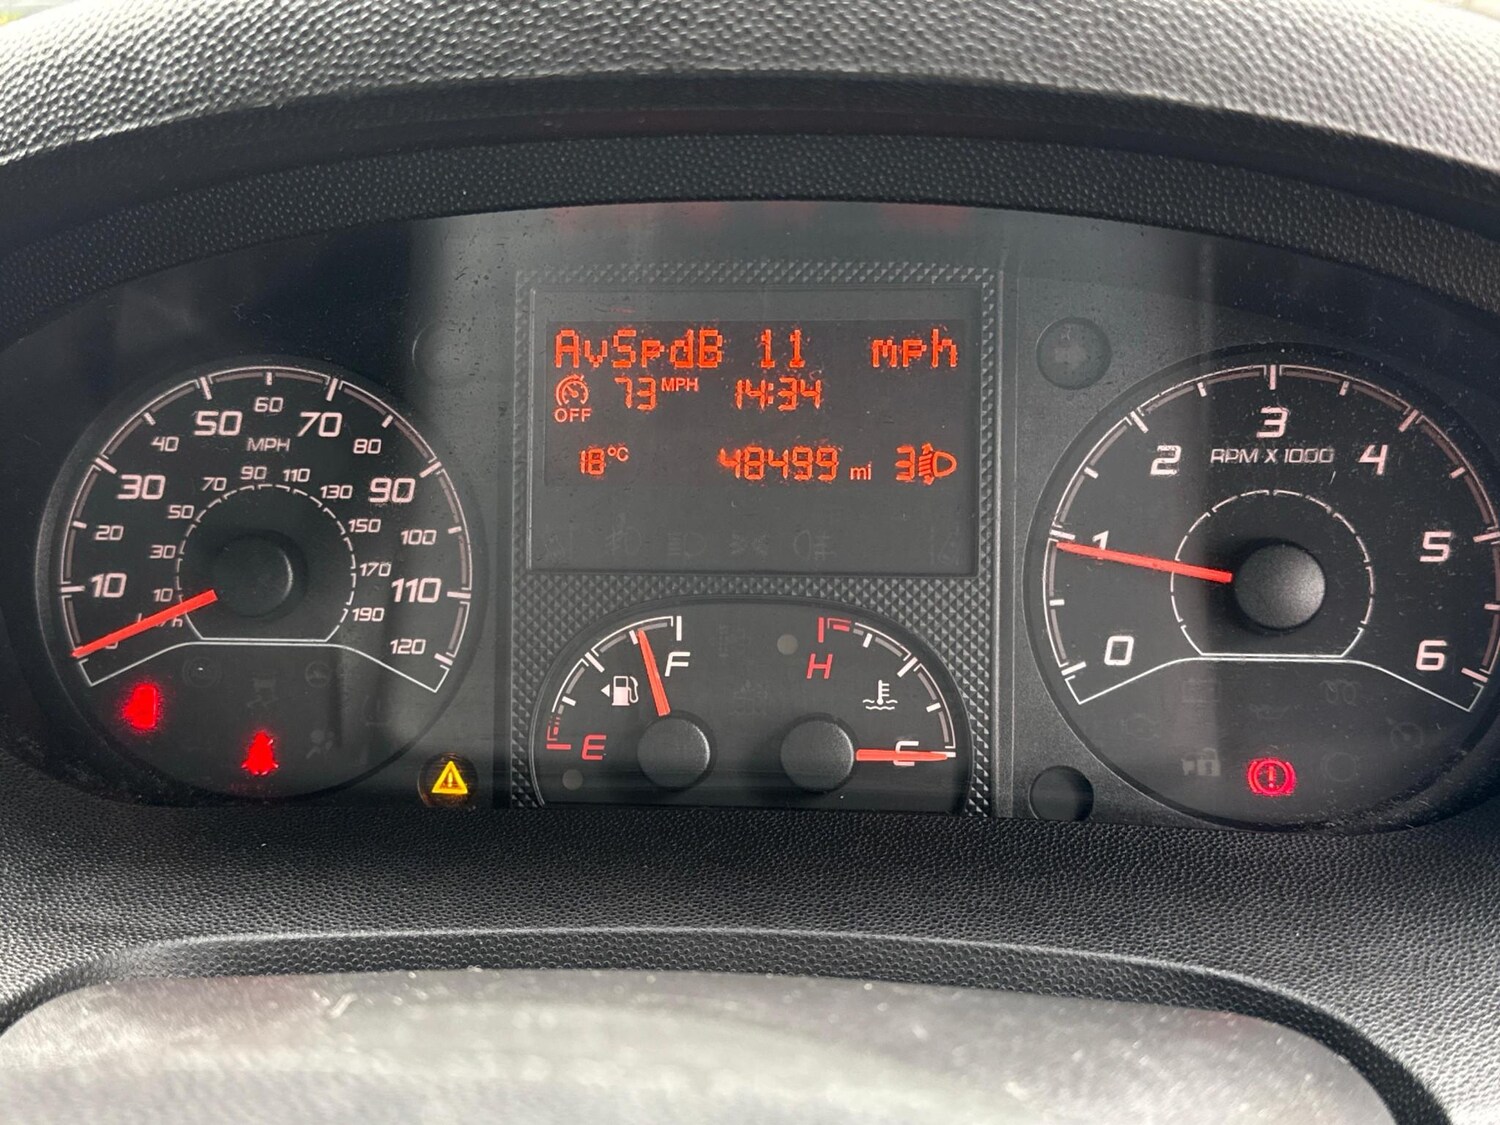 AvSpdB 11 mph
OFF 73 MPH 14:34
18°C 48499 mi 3
10 20 30 40 50 60 70 80 90 100 110 120
MPH
10 30 50 70 90 110 130 150 170 190
E F
H C
0 1 2 3 4 5 6
RPM X 1000